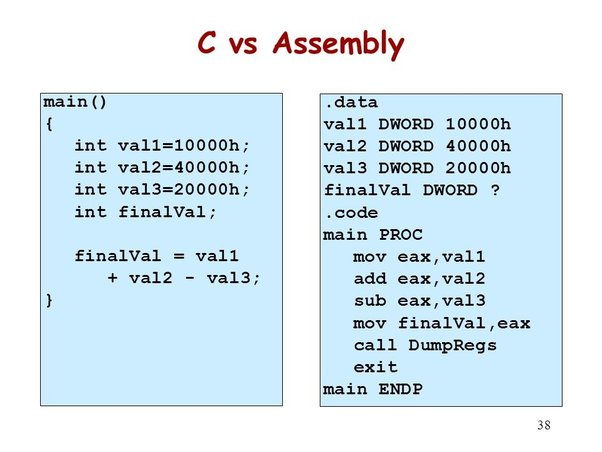 C vs Assembly
main()
{
int val1=10000h;
int val2=40000h;
int val3=20000h;
int finalVal;
finalVal = val1
+ val2 - val3;
}
.data
val1 DWORD 10000h
val2 DWORD 40000h
val3 DWORD 20000h
finalVal DWORD ?
.code
main PROC
mov eax,val1
add eax,val2
sub eax,val3
mov finalVal,eax
call DumpRegs
exit
main ENDP
38